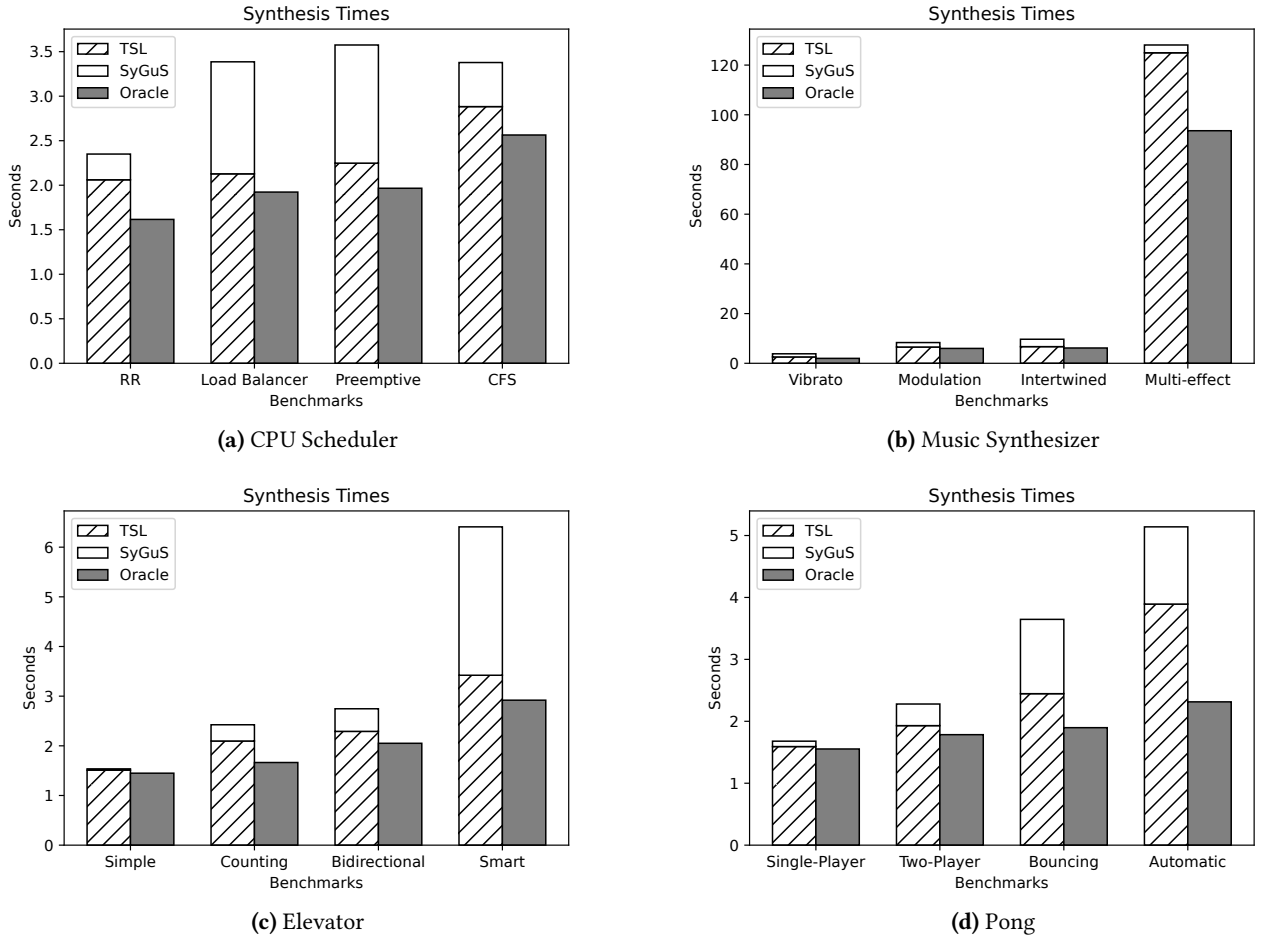 Synthesis Times
TSL
SyGuS
Oracle
3.5
3.0
2.5
2.0
1.5
1.0
0.5
0.0
Seconds
RR Load Balancer Preemptive CFS
Benchmarks
(a) CPU Scheduler
Synthesis Times
TSL
SyGuS
Oracle
120
100
80
60
40
20
0
Seconds
Vibrato Modulation Intertwined Multi-effect
Benchmarks
(b) Music Synthesizer
Synthesis Times
TSL
SyGuS
Oracle
6
5
4
3
2
1
0
Seconds
Simple Counting Bidirectional Smart
Benchmarks
(c) Elevator
Synthesis Times
TSL
SyGuS
Oracle
5
4
3
2
1
0
Seconds
Single-Player Two-Player Bouncing Automatic
Benchmarks
(d) Pong